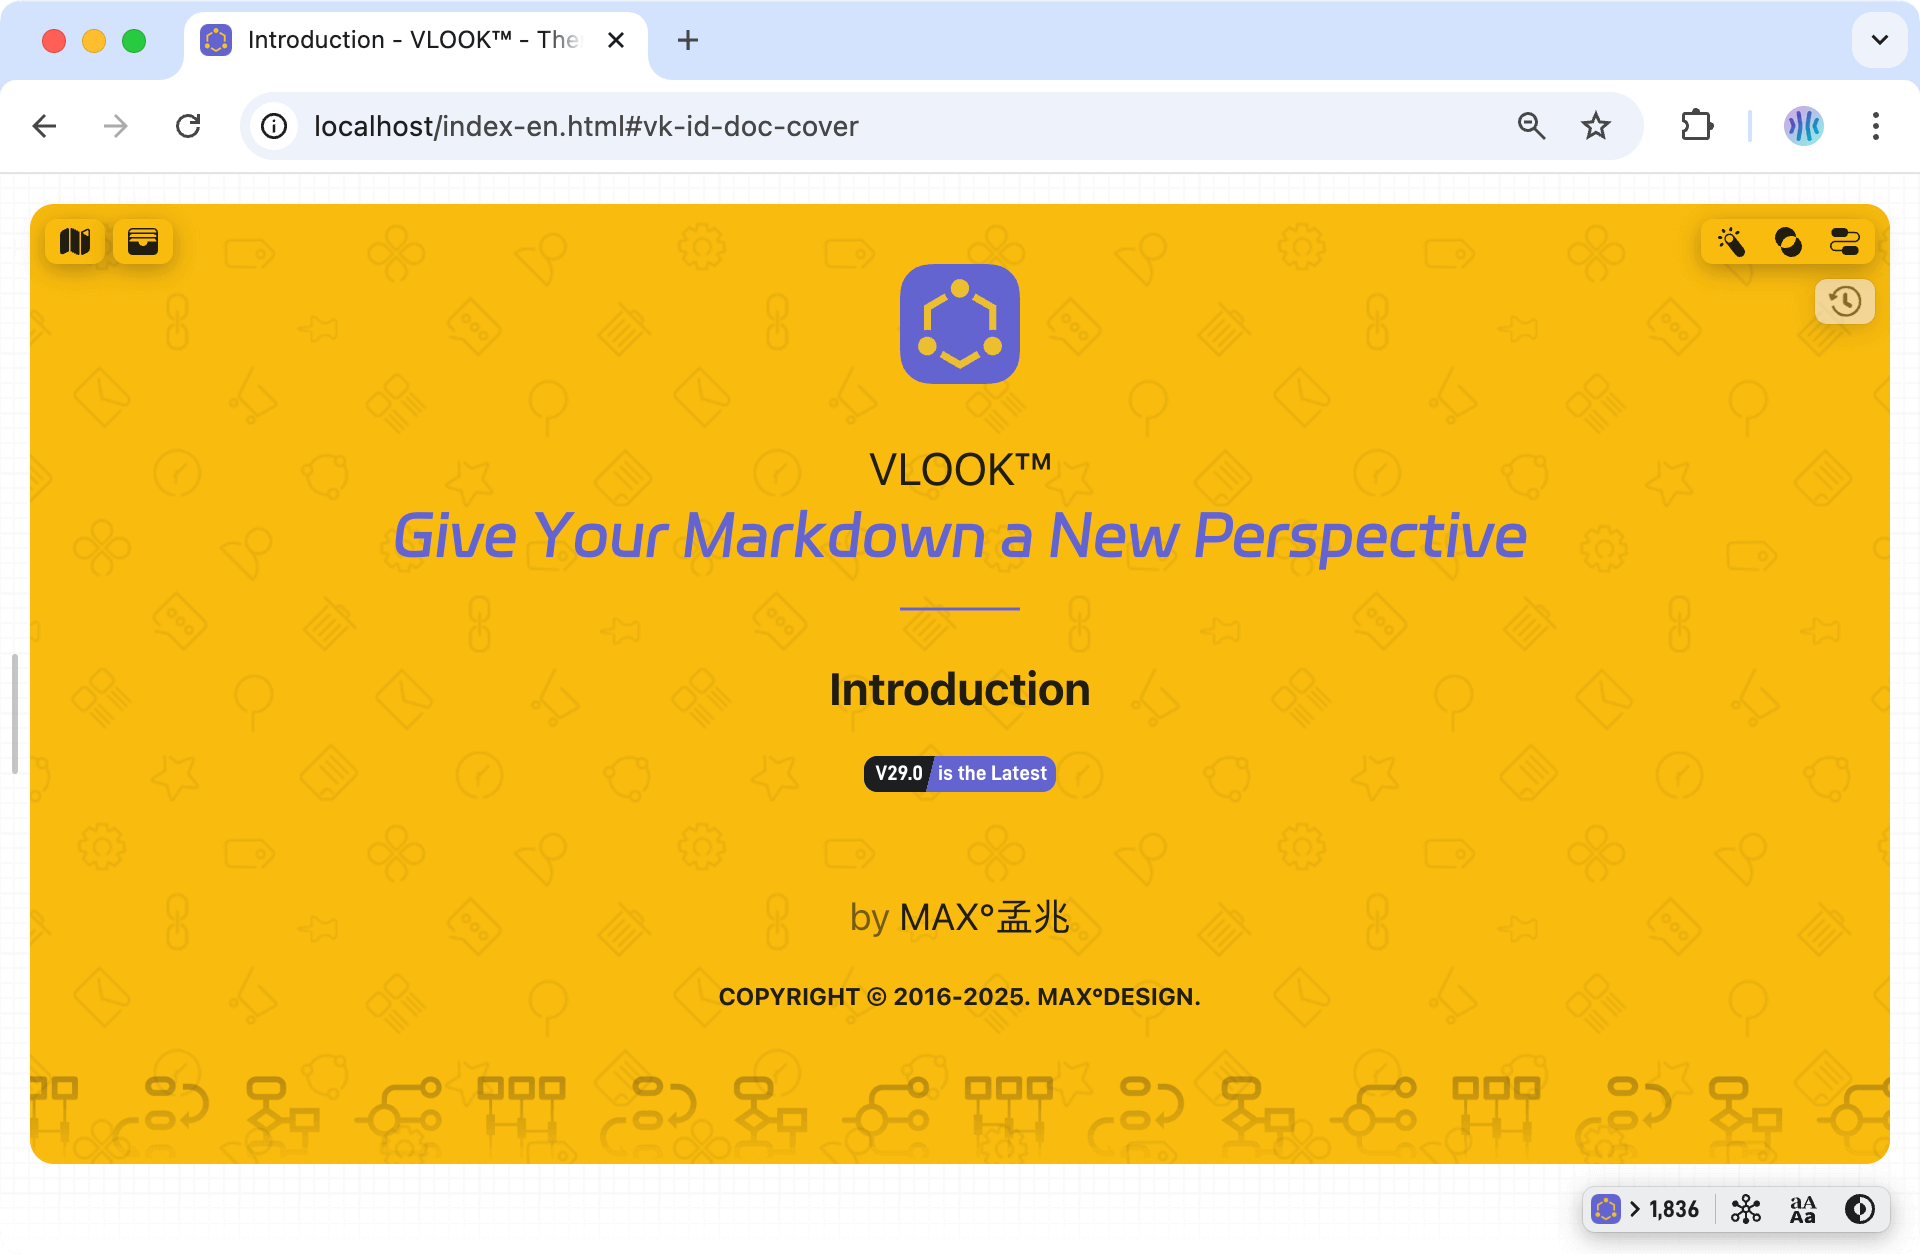 Introduction - VLOOK™ - The
localhost/index-en.html#vk-id-doc-cover
VLOOK™
Give Your Markdown a New Perspective
Introduction
V29.0 is the Latest
by MAX°孟兆
COPYRIGHT © 2016-2025. MAX°DESIGN.
1,836
aA
Aa